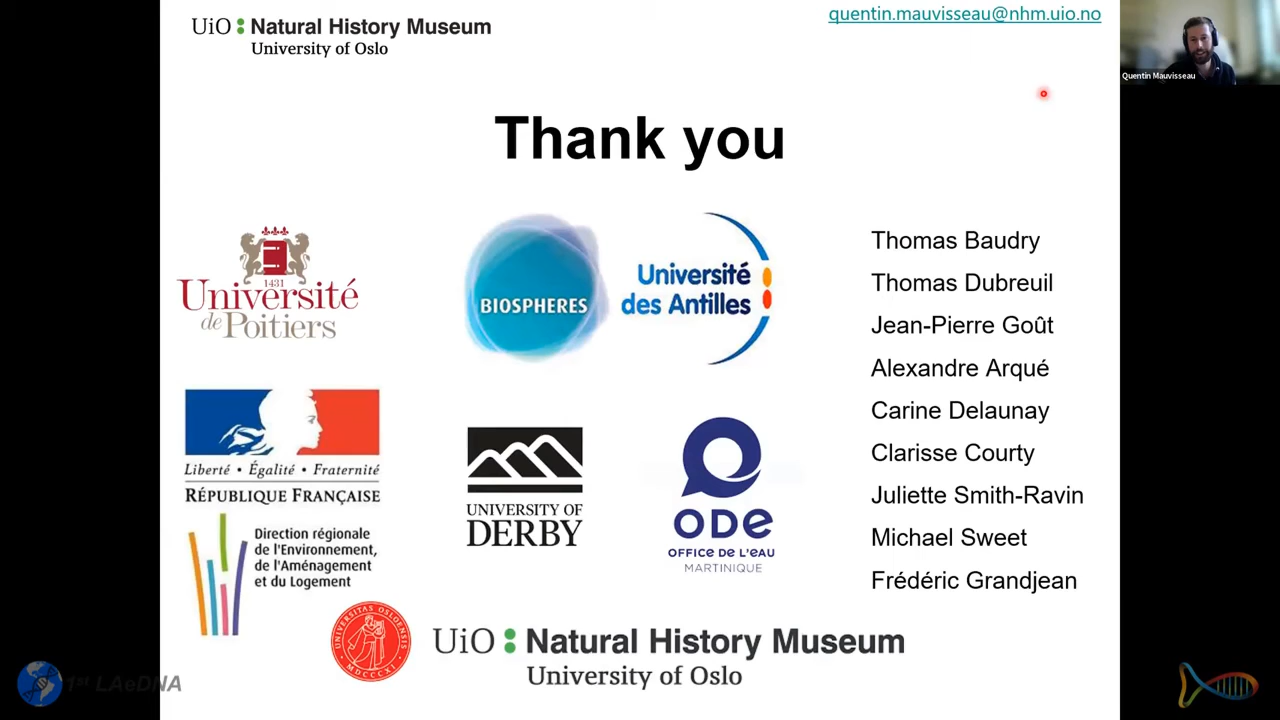 UiO Natural History Museum
University of Oslo
quentin.mauvisseau@nhm.uio.no
Quentin Mauvisseau
Thank you
1431
Université
de Poitiers
BIOSPHERES
Université
des Antilles
Thomas Baudry
Thomas Dubreuil
Jean-Pierre Goût
Alexandre Arqué
Carine Delaunay
Clarisse Courty
Juliette Smith-Ravin
Michael Sweet
Frédéric Grandjean
Liberté • Égalité • Fraternité
RÉPUBLIQUE FRANÇAISE
Direction régionale
de l'Environnement,
de l'Aménagement
et du Logement
UNIVERSITY OF
DERBY
ODE
OFFICE DE L'EAU
MARTINIQUE
UNIVERSITAS OSLOENSIS
MDCCCXI
UiO Natural History Museum
University of Oslo
1st LAeDNA